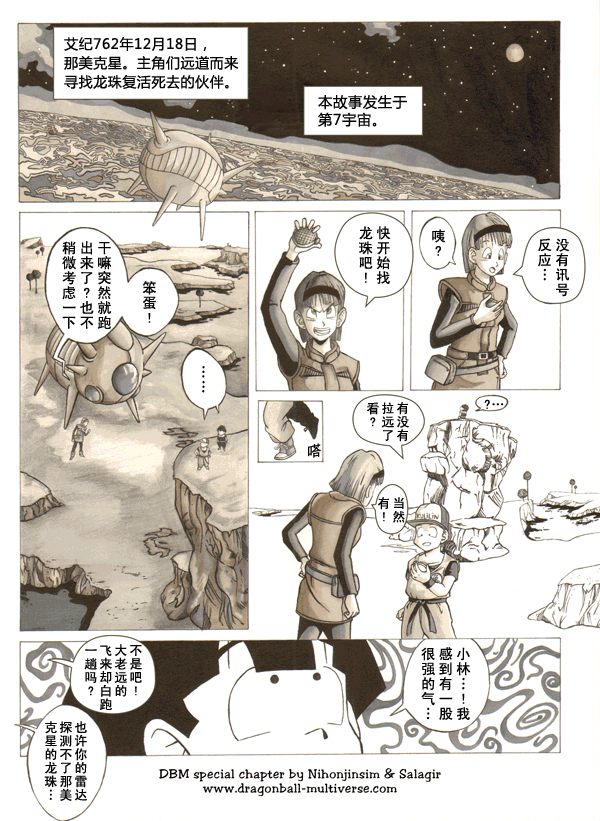 艾纪762年12月18日，
那美克星。主角们远道而来
寻找龙珠复活死去的伙伴。
本故事发生于
第7宇宙。
干嘛突然就跑
出来了？也不
稍微考虑一下
笨蛋！
……
快开始找
龙珠吧！
咦？
没有讯号
反应…
嗒
有没有
拉远了
看？
当然
有！
？…
KULILIN
不是吧！
大老远的
飞来却白跑
一趟吗？
也许你的雷达
探测不了那美
克星的龙珠…
小林…！我
感到有一股
很强的气…
DBM special chapter by Nihonjinsim & Salagir
www.dragonball-multiverse.com